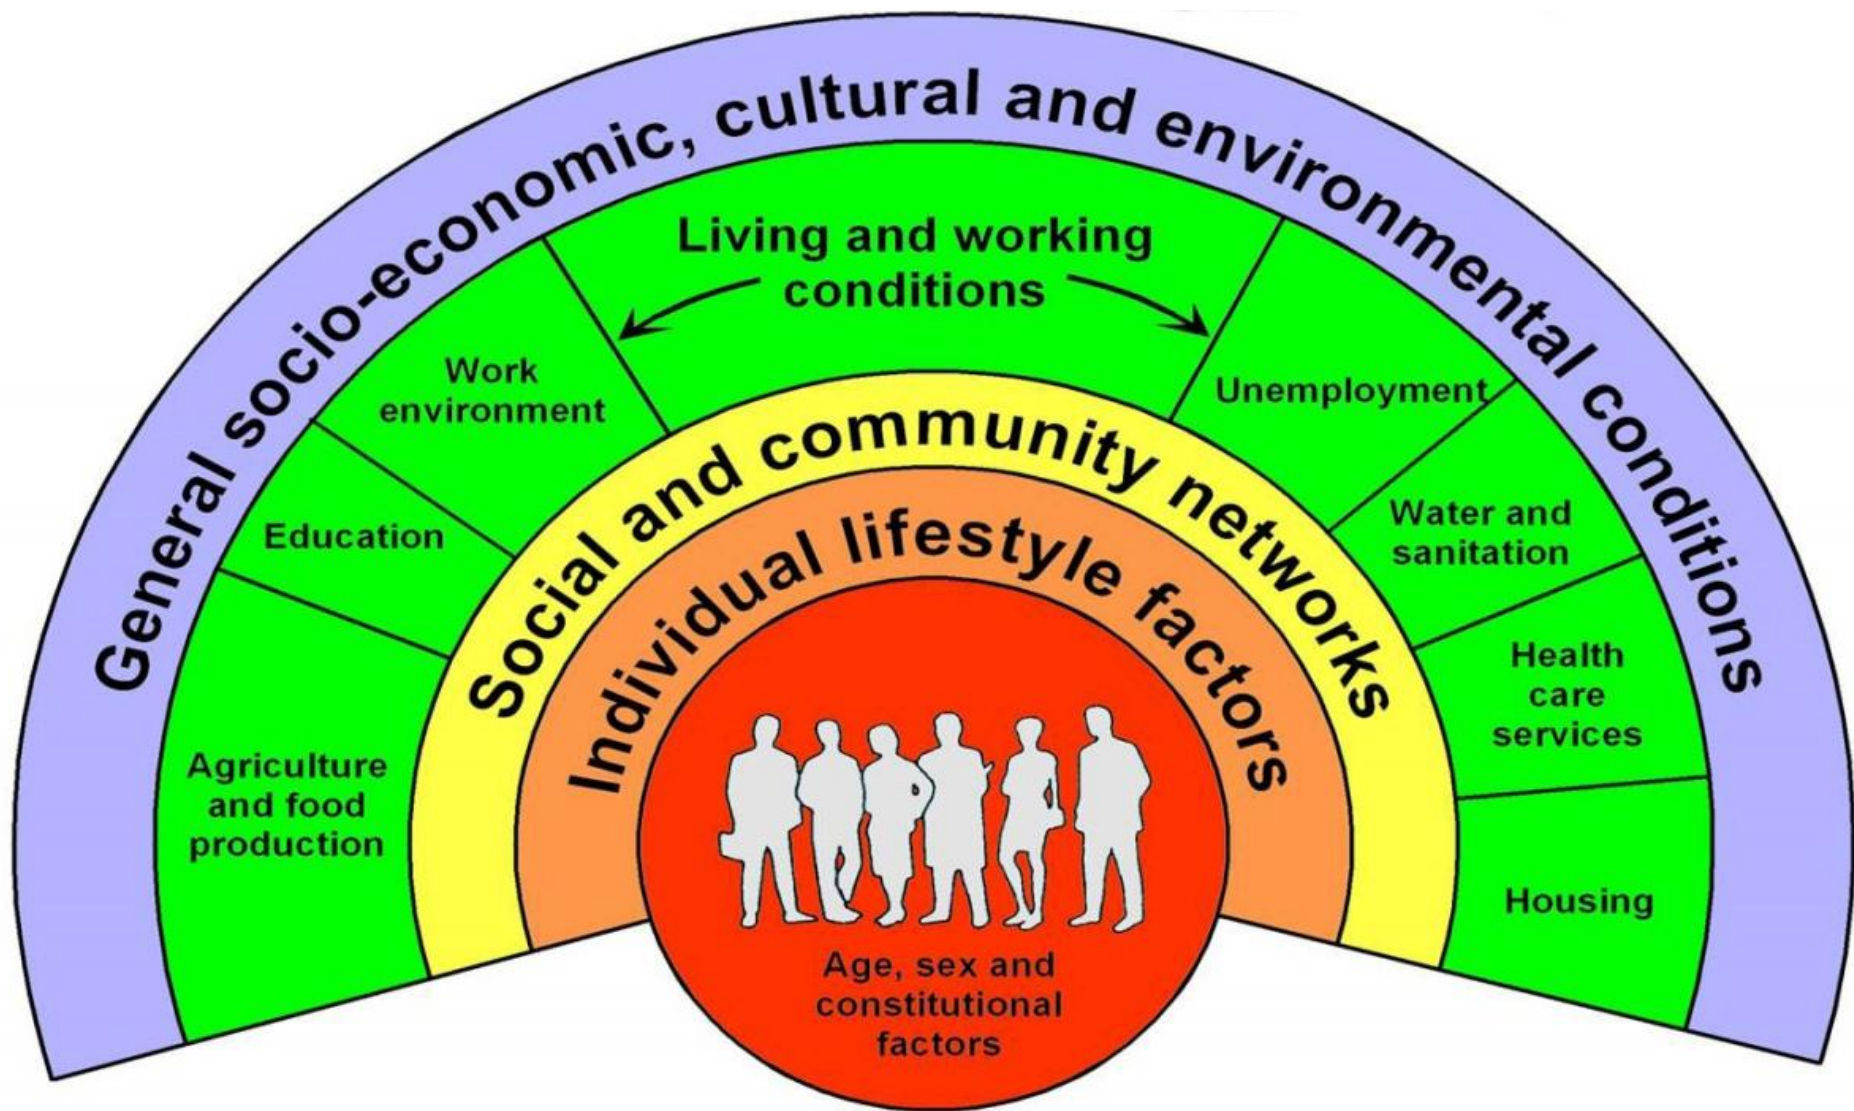 General socio-economic, cultural and environmental conditions
Living and working
conditions
Work
environment
Unemployment
Education
Water and
sanitation
Agriculture
and food
production
Health
care
services
Housing
Social and community networks
Individual lifestyle factors
Age, sex and
constitutional
factors